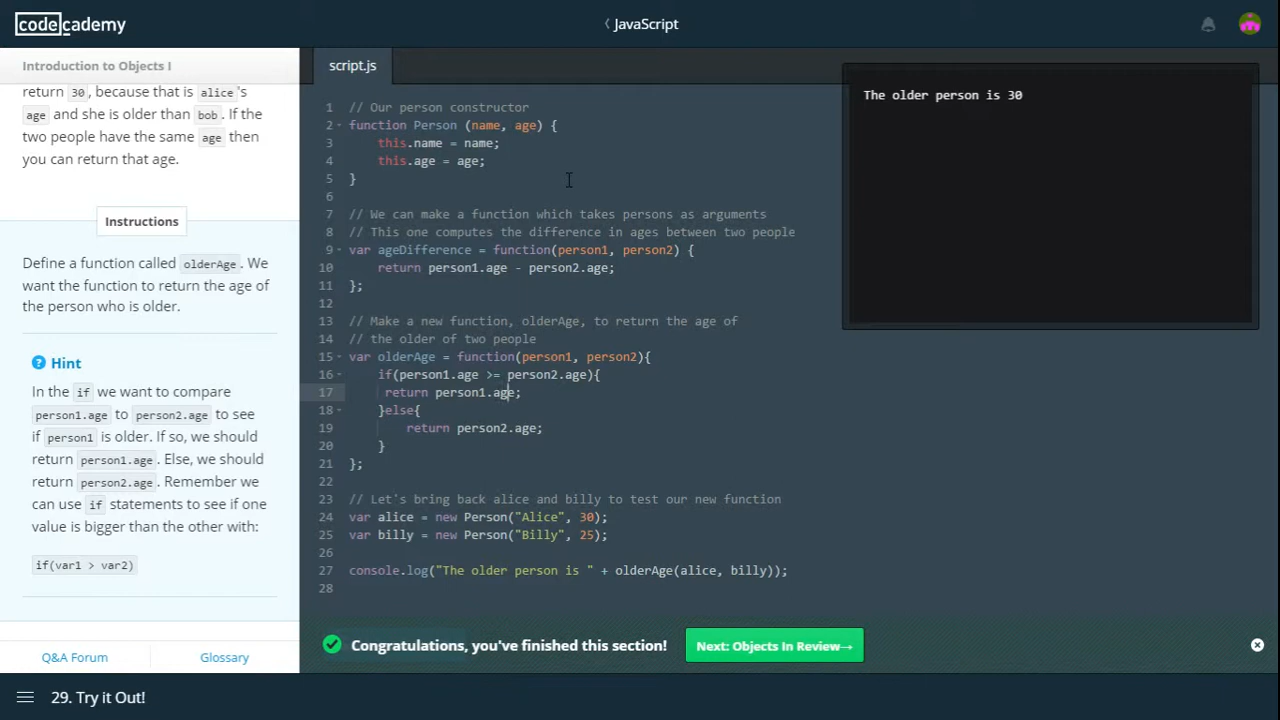 codecademy
JavaScript
Introduction to Objects I
return 30, because that is alice's
age and she is older than bob. If the
two people have the same age then
you can return that age.
Instructions
Define a function called olderAge. We
want the function to return the age of
the person who is older.
? Hint
In the if we want to compare
person1.age to person2.age to see
if person1 is older. If so, we should
return person1.age. Else, we should
return person2.age. Remember we
can use if statements to see if one
value is bigger than the other with:
if(var1 > var2)
Q&A Forum
Glossary
script.js
1 // Our person constructor
2 function Person (name, age) {
3     this.name = name;
4     this.age = age;
5 }
6
7 // We can make a function which takes persons as arguments
8 // This one computes the difference in ages between two people
9 var ageDifference = function(person1, person2) {
10     return person1.age - person2.age;
11 };
12
13 // Make a new function, olderAge, to return the age of
14 // the older of two people
15 var olderAge = function(person1, person2){
16     if(person1.age >= person2.age){
17      return person1.age;
18     }else{
19         return person2.age;
20     }
21 };
22
23 // Let's bring back alice and billy to test our new function
24 var alice = new Person("Alice", 30);
25 var billy = new Person("Billy", 25);
26
27 console.log("The older person is " + olderAge(alice, billy));
28
The older person is 30
Congratulations, you've finished this section!
Next: Objects In Review→
29. Try it Out!